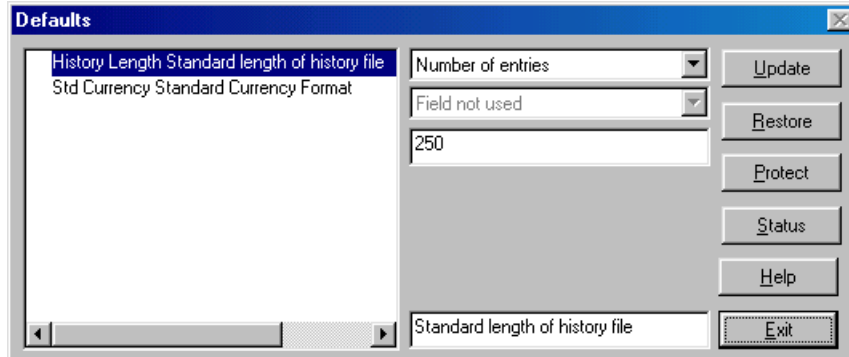 Defaults
History Length Standard length of history file
Std Currency Standard Currency Format
Number of entries
Field not used
250
Standard length of history file
Update
Restore
Protect
Status
Help
Exit